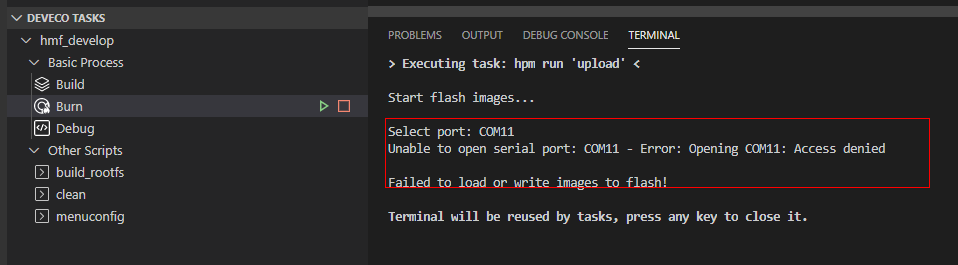 DEVECO TASKS
hmf_develop
Basic Process
Build
Burn
Debug
Other Scripts
build_rootfs
clean
menuconfig
PROBLEMS OUTPUT DEBUG CONSOLE TERMINAL
> Executing task: hpm run 'upload' <
Start flash images...
Select port: COM11
Unable to open serial port: COM11 - Error: Opening COM11: Access denied
Failed to load or write images to flash!
Terminal will be reused by tasks, press any key to close it.